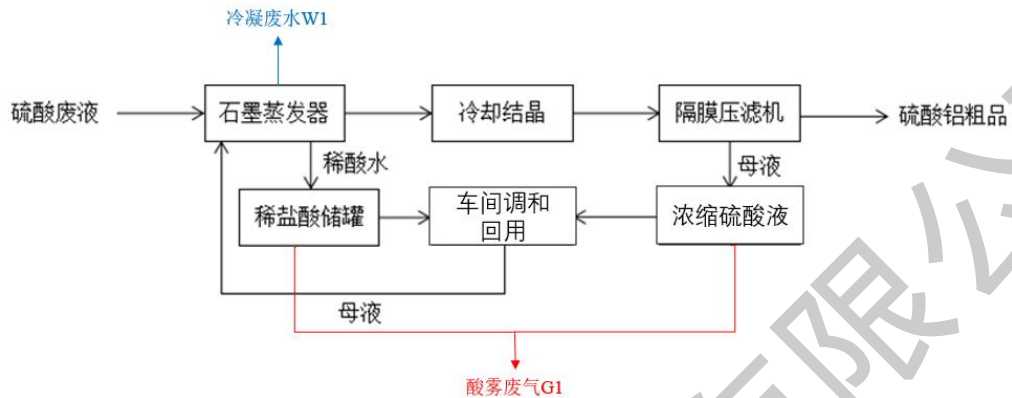 冷凝废水W1
硫酸废液
石墨蒸发器
冷却结晶
隔膜压滤机
硫酸铝粗品
稀酸水
母液
稀盐酸储罐
车间调和
回用
浓缩硫酸液
母液
酸雾废气G1
有限公